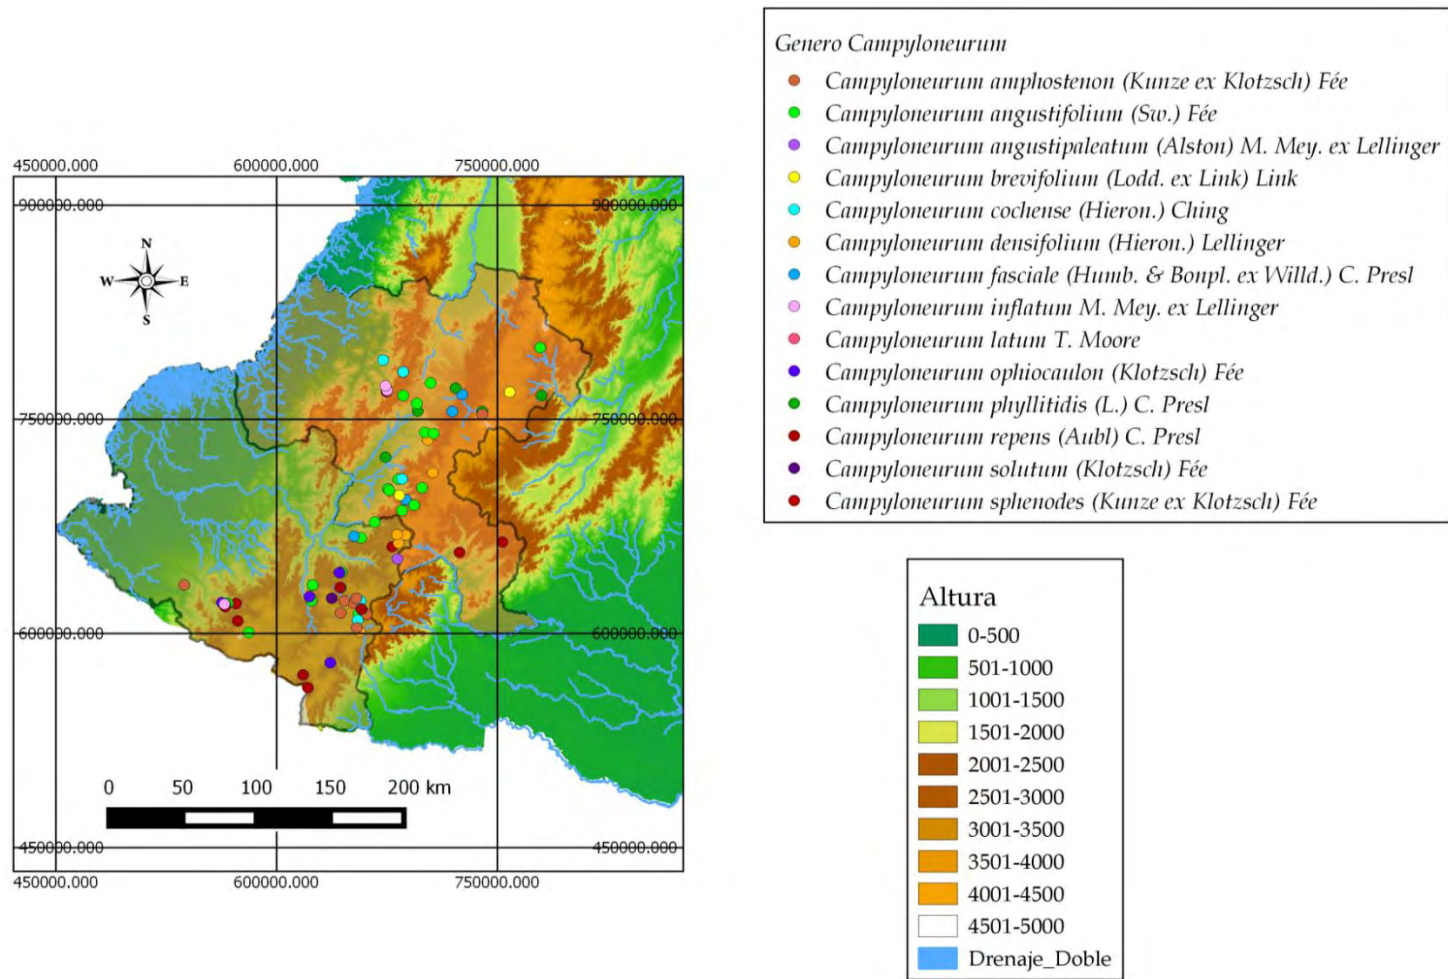 Genero Campyloneurum
Campyloneurum amphostenon (Kunze ex Klotzsch) Fée
Campyloneurum angustifolium (Sw.) Fée
Campyloneurum angustipaleatum (Alston) M. Mey. ex Lellinger
Campyloneurum brevifolium (Lodd. ex Link) Link
Campyloneurum cochense (Hieron.) Ching
Campyloneurum densifolium (Hieron.) Lellinger
Campyloneurum fasciale (Humb. & Bonpl. ex Willd.) C. Presl
Campyloneurum inflatum M. Mey. ex Lellinger
Campyloneurum latum T. Moore
Campyloneurum ophiocaulon (Klotzsch) Fée
Campyloneurum phyllitidis (L.) C. Presl
Campyloneurum repens (Aubl) C. Presl
Campyloneurum solutum (Klotzsch) Fée
Campyloneurum sphenodes (Kunze ex Klotzsch) Fée
450000.000 600000.000 750000.000
900000.000 900000.000
N
W E
S
750000.000 750000.000
600000.000 600000.000
0 50 100 150 200 km
450000.000 450000.000
450000.000 600000.000 750000.000
Altura
0-500
501-1000
1001-1500
1501-2000
2001-2500
2501-3000
3001-3500
3501-4000
4001-4500
4501-5000
Drenaje_Doble